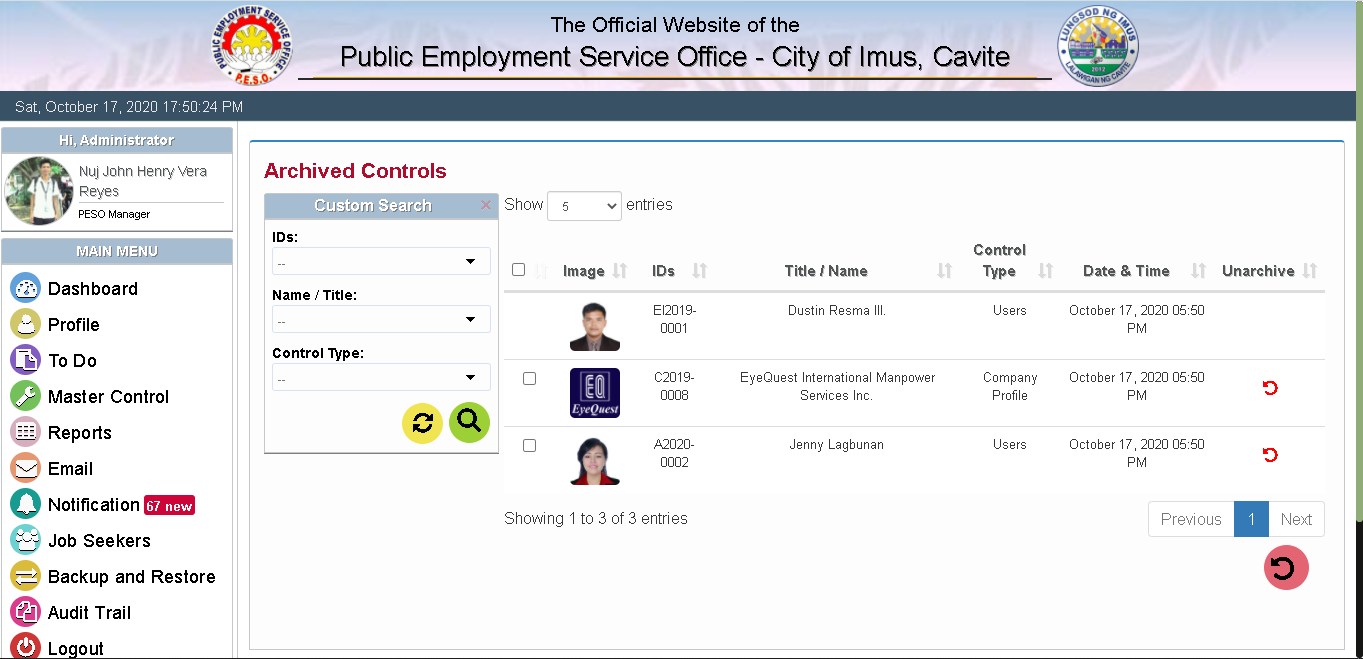 The Official Website of the
Public Employment Service Office - City of Imus, Cavite
PUBLIC EMPLOYMENT SERVICE OFFICE
P.E.S.O.
LUNGSOD NG IMUS
LALAWIGAN NG CAVITE
2012
Sat, October 17, 2020 17:50:24 PM
Hi, Administrator
Nuj John Henry Vera
Reyes
PESO Manager
MAIN MENU
Dashboard
Profile
To Do
Master Control
Reports
Email
Notification 67 new
Job Seekers
Backup and Restore
Audit Trail
Logout
Archived Controls
Custom Search ×
IDs:
--
Name / Title:
--
Control Type:
--
Show 5 entries
Image IDs Title / Name Control Type Date & Time Unarchive
EI2019-0001 Dustin Resma III. Users October 17, 2020 05:50 PM
EQ
EyeQuest
C2019-0008 EyeQuest International Manpower Services Inc. Company Profile October 17, 2020 05:50 PM
A2020-0002 Jenny Lagbunan Users October 17, 2020 05:50 PM
Showing 1 to 3 of 3 entries
Previous 1 Next